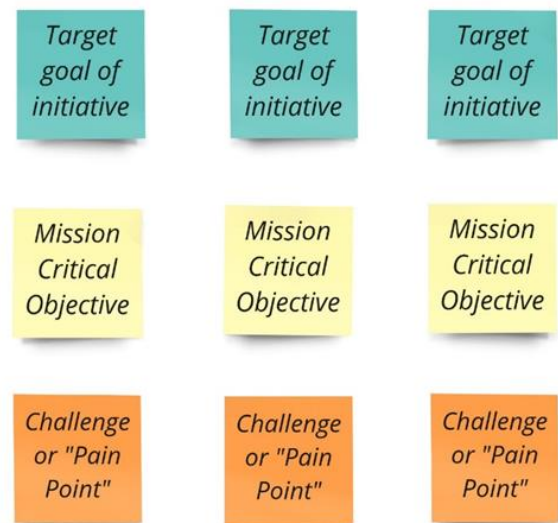 Target
goal of
initiative
Target
goal of
initiative
Target
goal of
initiative
Mission
Critical
Objective
Mission
Critical
Objective
Mission
Critical
Objective
Challenge
or "Pain
Point"
Challenge
or "Pain
Point"
Challenge
or "Pain
Point"